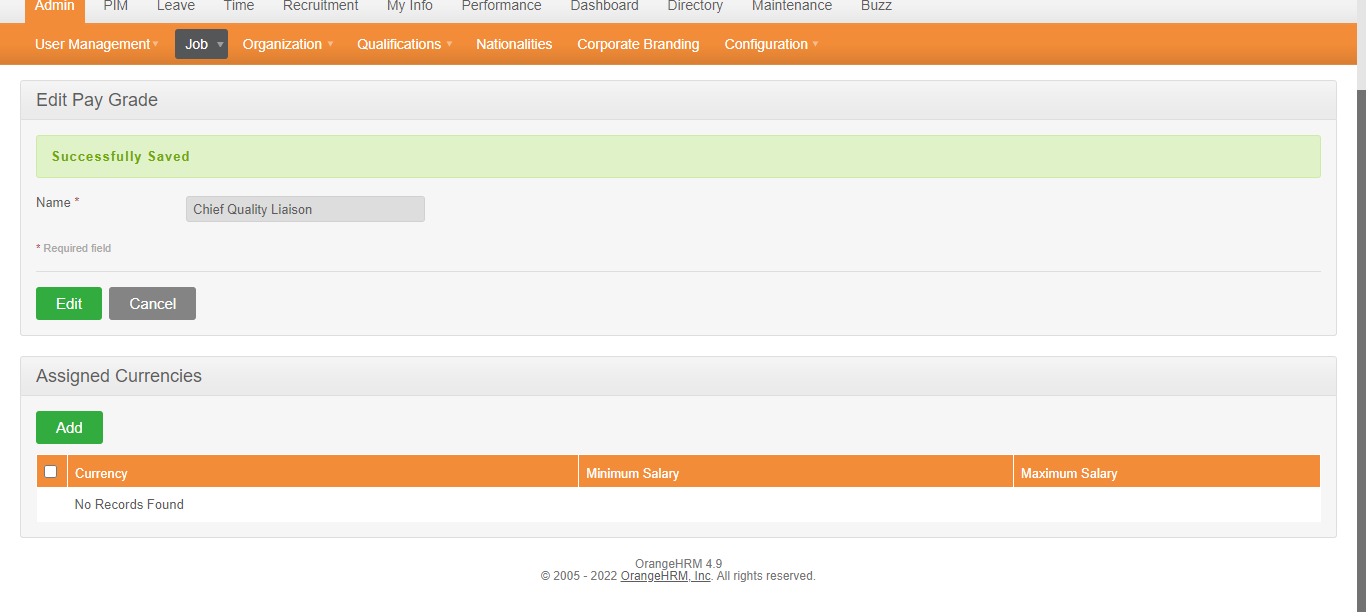 Admin PIM Leave Time Recruitment My Info Performance Dashboard Directory Maintenance Buzz
User Management Job Organization Qualifications Nationalities Corporate Branding Configuration
Edit Pay Grade
Successfully Saved
Name * Chief Quality Liaison
* Required field
Edit Cancel
Assigned Currencies
Add
Currency Minimum Salary Maximum Salary
No Records Found
OrangeHRM 4.9
© 2005 - 2022 OrangeHRM, Inc. All rights reserved.